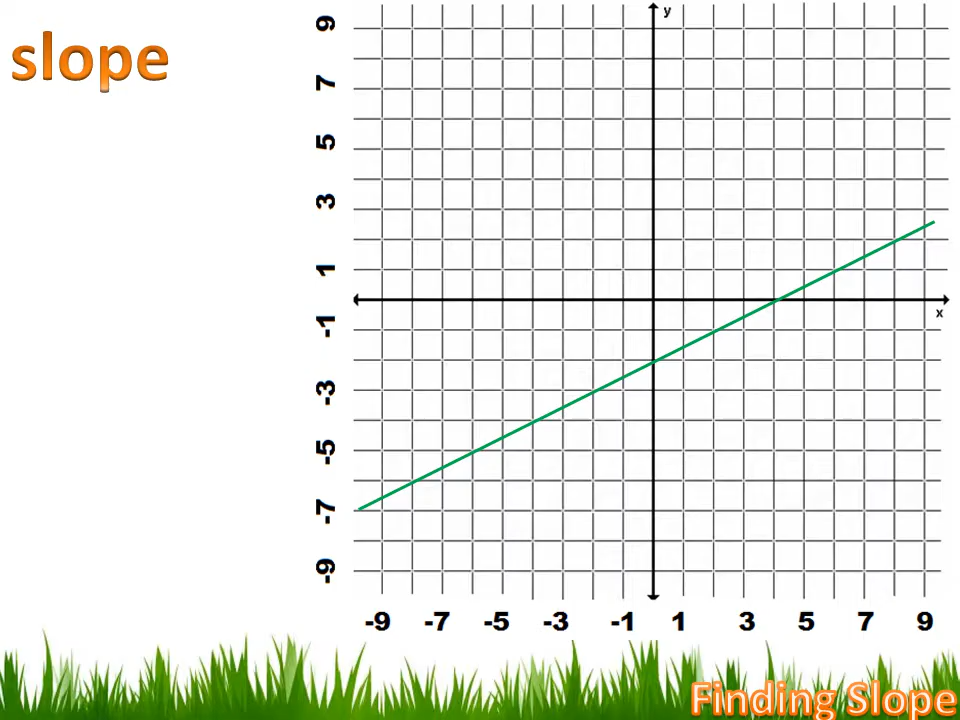 slope
y
9
7
5
3
1
-1
-3
-5
-7
-9
x
-9 -7 -5 -3 -1 1 3 5 7 9
Finding Slope